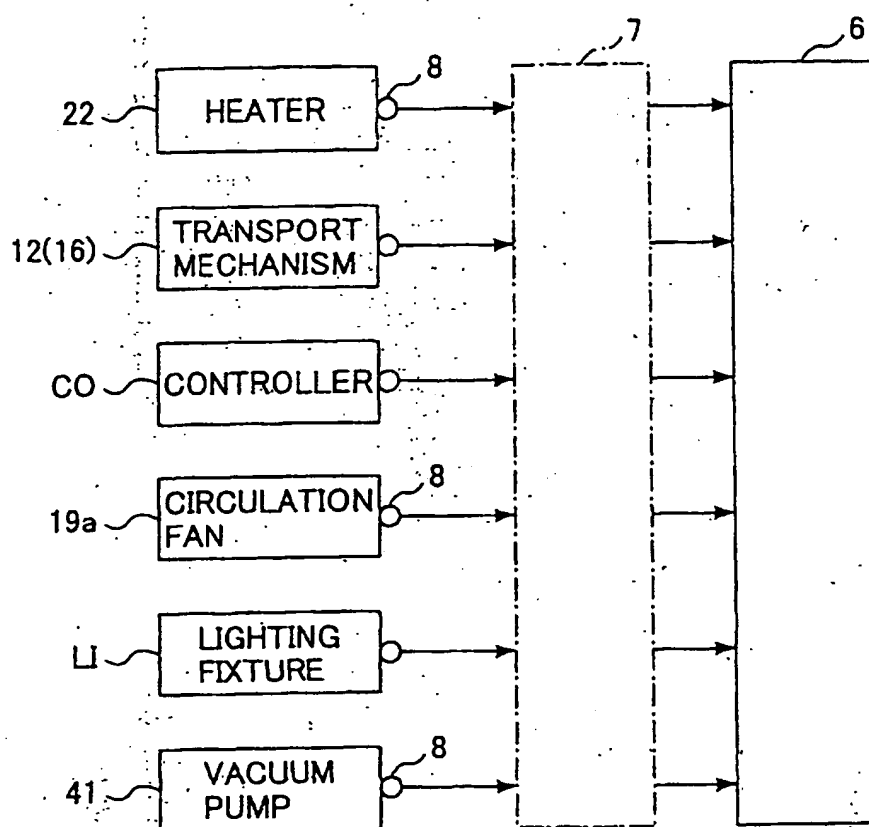 7
6
8
22
HEATER
12(16)
TRANSPORT
MECHANISM
CO
CONTROLLER
8
19a
CIRCULATION
FAN
LI
LIGHTING
FIXTURE
8
41
VACUUM
PUMP